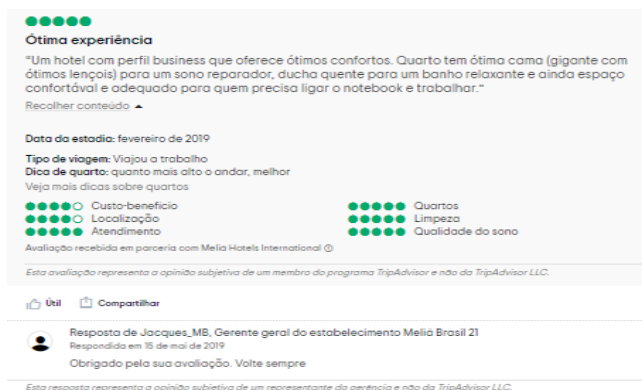 Ótima experiência
"Um hotel com perfil business que oferece ótimos confortos. Quarto tem ótima cama (gigante com
ótimos lençois) para um sono reparador, ducha quente para um banho relaxante e ainda espaço
confortável e adequado para quem precisa ligar o notebook e trabalhar."
Recolher conteúdo
Data da estadia: fevereiro de 2019
Tipo de viagem: Viajou a trabalho
Dica de quarto: quanto mais alto o andar, melhor
Veja mais dicas sobre quartos
Custo-benefício Quartos
Localização Limpeza
Atendimento Qualidade do sono
Avaliação recebida em parceria com Meliá Hotels International
Esta avaliação representa a opinião subjetiva de um membro do programa TripAdvisor e não da TripAdvisor LLC.
Útil Compartilhar
Resposta de Jacques_MB, Gerente geral do estabelecimento Meliá Brasil 21
Respondida em 15 de mai de 2019
Obrigado pela sua avaliação. Volte sempre
Esta resposta representa a opinião subjetiva de um representante da gerência e não da TripAdvisor LLC.